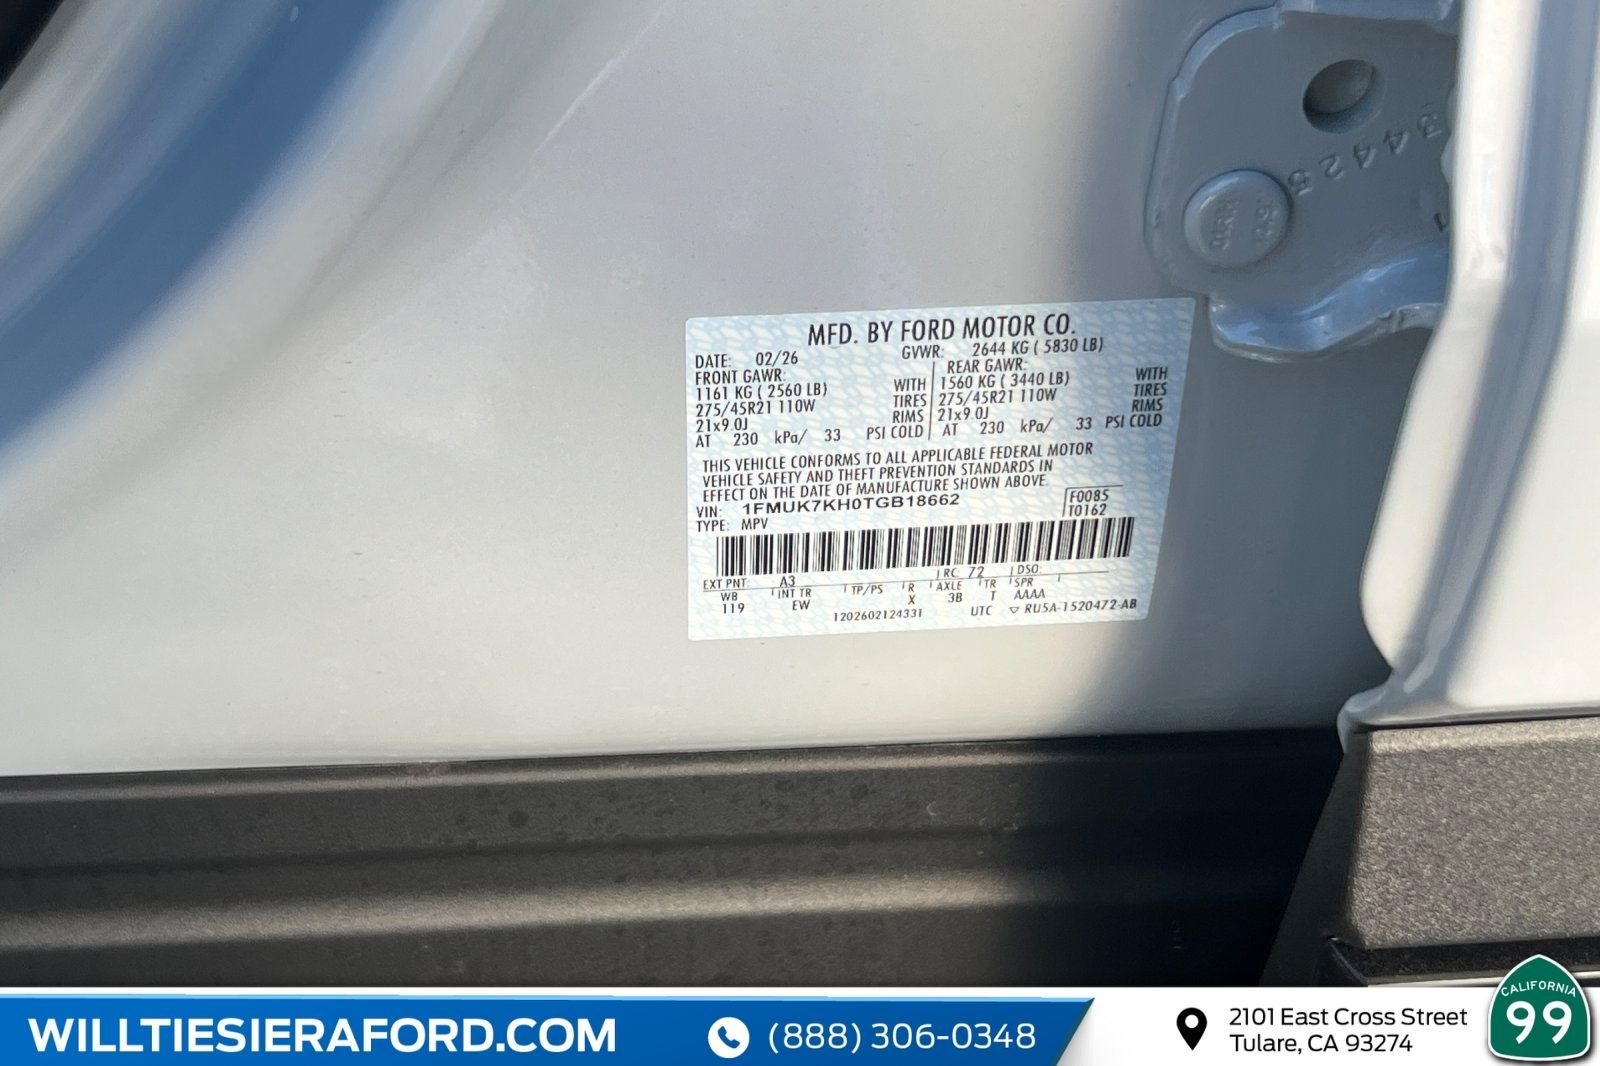 34425
MFD. BY FORD MOTOR CO.
DATE: 02/26 GVWR: 2644 KG ( 5830 LB)
FRONT GAWR: REAR GAWR:
1161 KG ( 2560 LB) WITH 1560 KG ( 3440 LB) WITH
275/45R21 110W TIRES 275/45R21 110W TIRES
21x9.0J RIMS 21x9.0J RIMS
AT 230 kPa/ 33 PSI COLD AT 230 kPa/ 33 PSI COLD
THIS VEHICLE CONFORMS TO ALL APPLICABLE FEDERAL MOTOR
VEHICLE SAFETY AND THEFT PREVENTION STANDARDS IN
EFFECT ON THE DATE OF MANUFACTURE SHOWN ABOVE.
VIN: 1FMUK7KH0TGB18662 F0085
TYPE: MPV T0162
EXT PNT: A3 RC: 72 DSO:
WB INT TR TP/PS R AXLE TR SPR
119 EW X 3B T AAAA
1202602124331 UTC ▽ RU5A-1520472-AB
WILLTIESIERAFORD.COM
(888) 306-0348
2101 East Cross Street
Tulare, CA 93274
CALIFORNIA
99